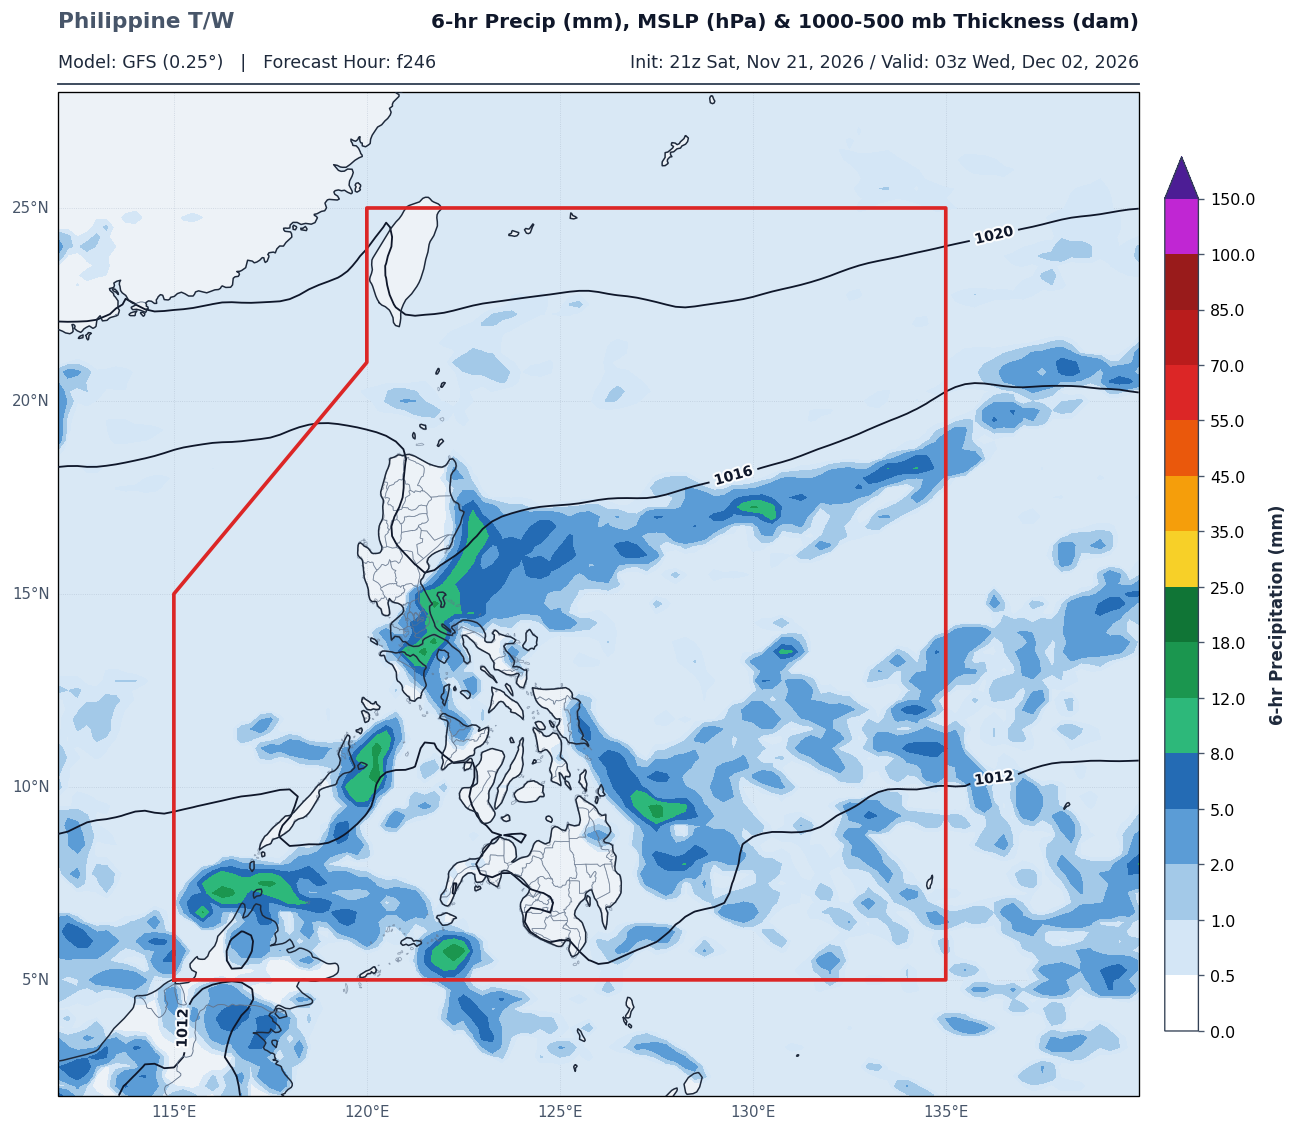 Philippine T/W
6-hr Precip (mm), MSLP (hPa) & 1000-500 mb Thickness (dam)
Model: GFS (0.25°) | Forecast Hour: f246
Init: 21z Sat, Nov 21, 2026 / Valid: 03z Wed, Dec 02, 2026
25°N
20°N
15°N
10°N
5°N
115°E
120°E
125°E
130°E
135°E
1020
1016
1012
1012
150.0
100.0
85.0
70.0
55.0
45.0
35.0
25.0
18.0
12.0
8.0
5.0
2.0
1.0
0.5
0.0
6-hr Precipitation (mm)